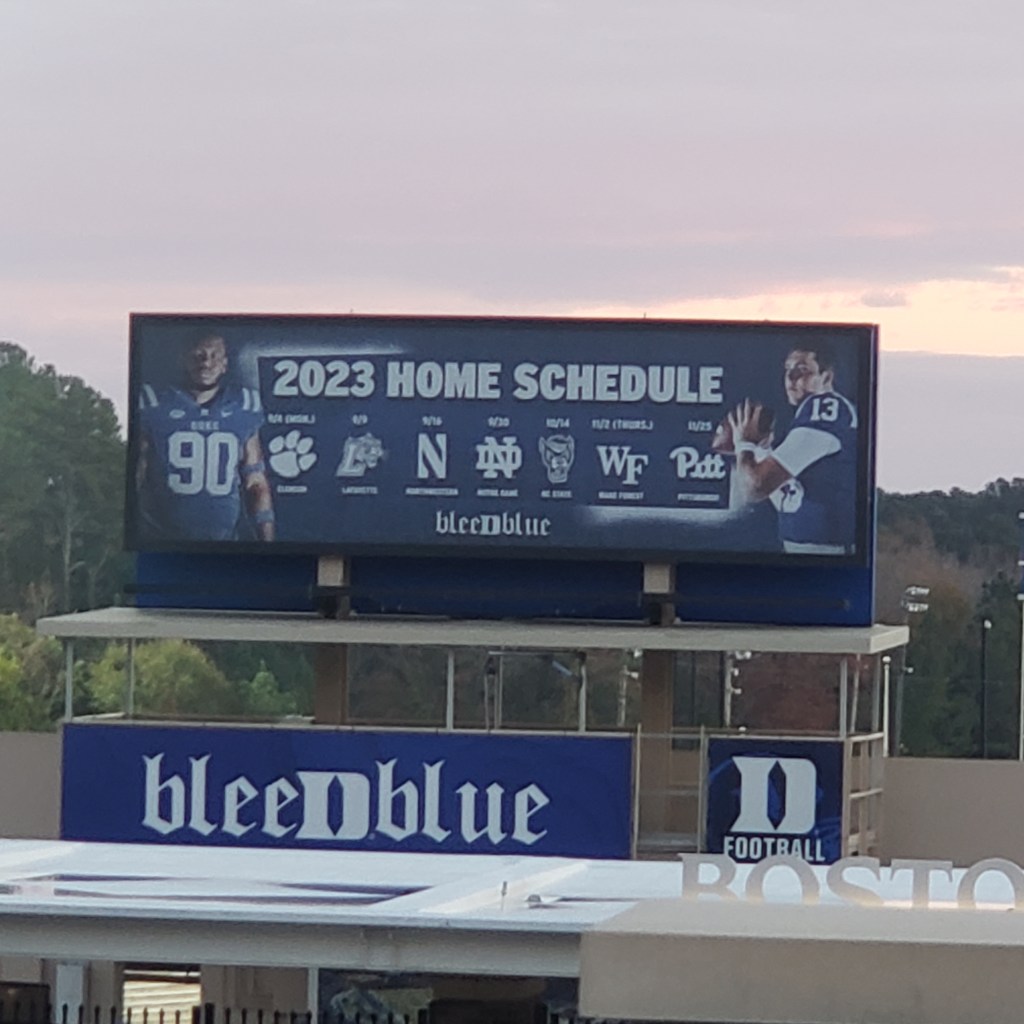 2023 HOME SCHEDULE
9/4 (MON.) 9/9 9/16 9/30 10/14 11/2 (THURS.) 11/25
L N ND WF Pitt
CLEMSON LAFAYETTE NORTHWESTERN NOTRE DAME NC STATE WAKE FOREST PITTSBURGH
DUKE
90
13
bleeDblue
bleeDblue
D
FOOTBALL
BOSTO